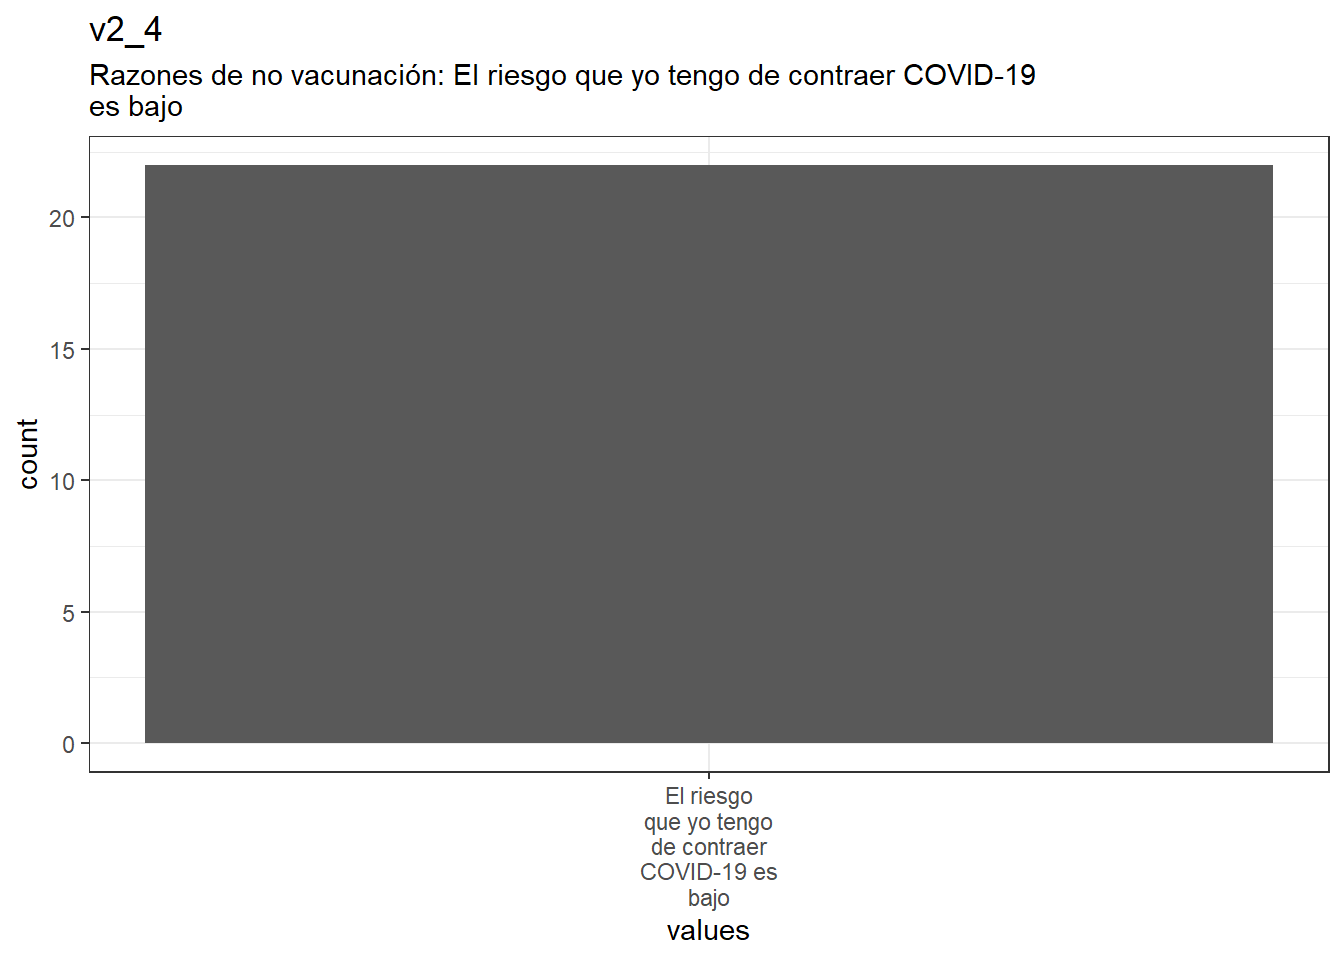 v2_4
Razones de no vacunación: El riesgo que yo tengo de contraer COVID-19
es bajo
20
15
10
5
0
count
El riesgo
que yo tengo
de contraer
COVID-19 es
bajo
values